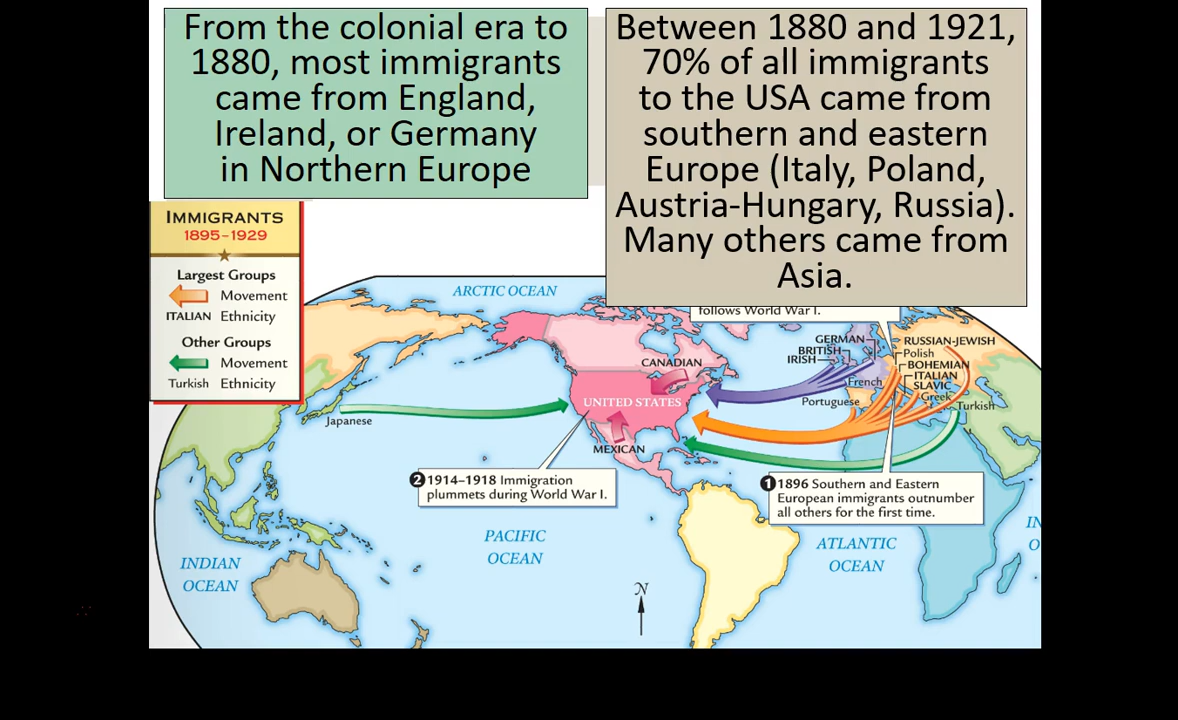 From the colonial era to
1880, most immigrants
came from England,
Ireland, or Germany
in Northern Europe
Between 1880 and 1921,
70% of all immigrants
to the USA came from
southern and eastern
Europe (Italy, Poland,
Austria-Hungary, Russia).
Many others came from
Asia.
IMMIGRANTS
1895–1929
Largest Groups
Movement
ITALIAN Ethnicity
Other Groups
Movement
Turkish Ethnicity
ARCTIC OCEAN
follows World War I.
GERMAN
BRITISH
IRISH
French
Portuguese
RUSSIAN-JEWISH
Polish
BOHEMIAN
ITALIAN
SLAVIC
Greek
Turkish
CANADIAN
UNITED STATES
MEXICAN
Japanese
2 1914–1918 Immigration
plummets during World War I.
1 1896 Southern and Eastern
European immigrants outnumber
all others for the first time.
PACIFIC
OCEAN
ATLANTIC
OCEAN
INDIAN
OCEAN
IN
O
N